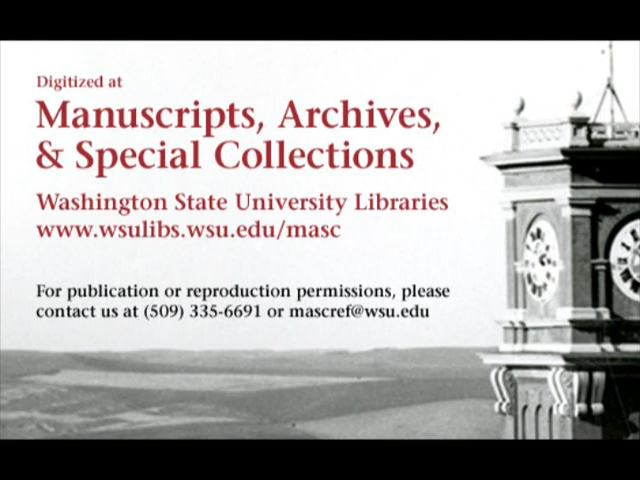 Digitized at
Manuscripts, Archives,
& Special Collections
Washington State University Libraries
www.wsulibs.wsu.edu/masc
For publication or reproduction permissions, please
contact us at (509) 335-6691 or mascref@wsu.edu